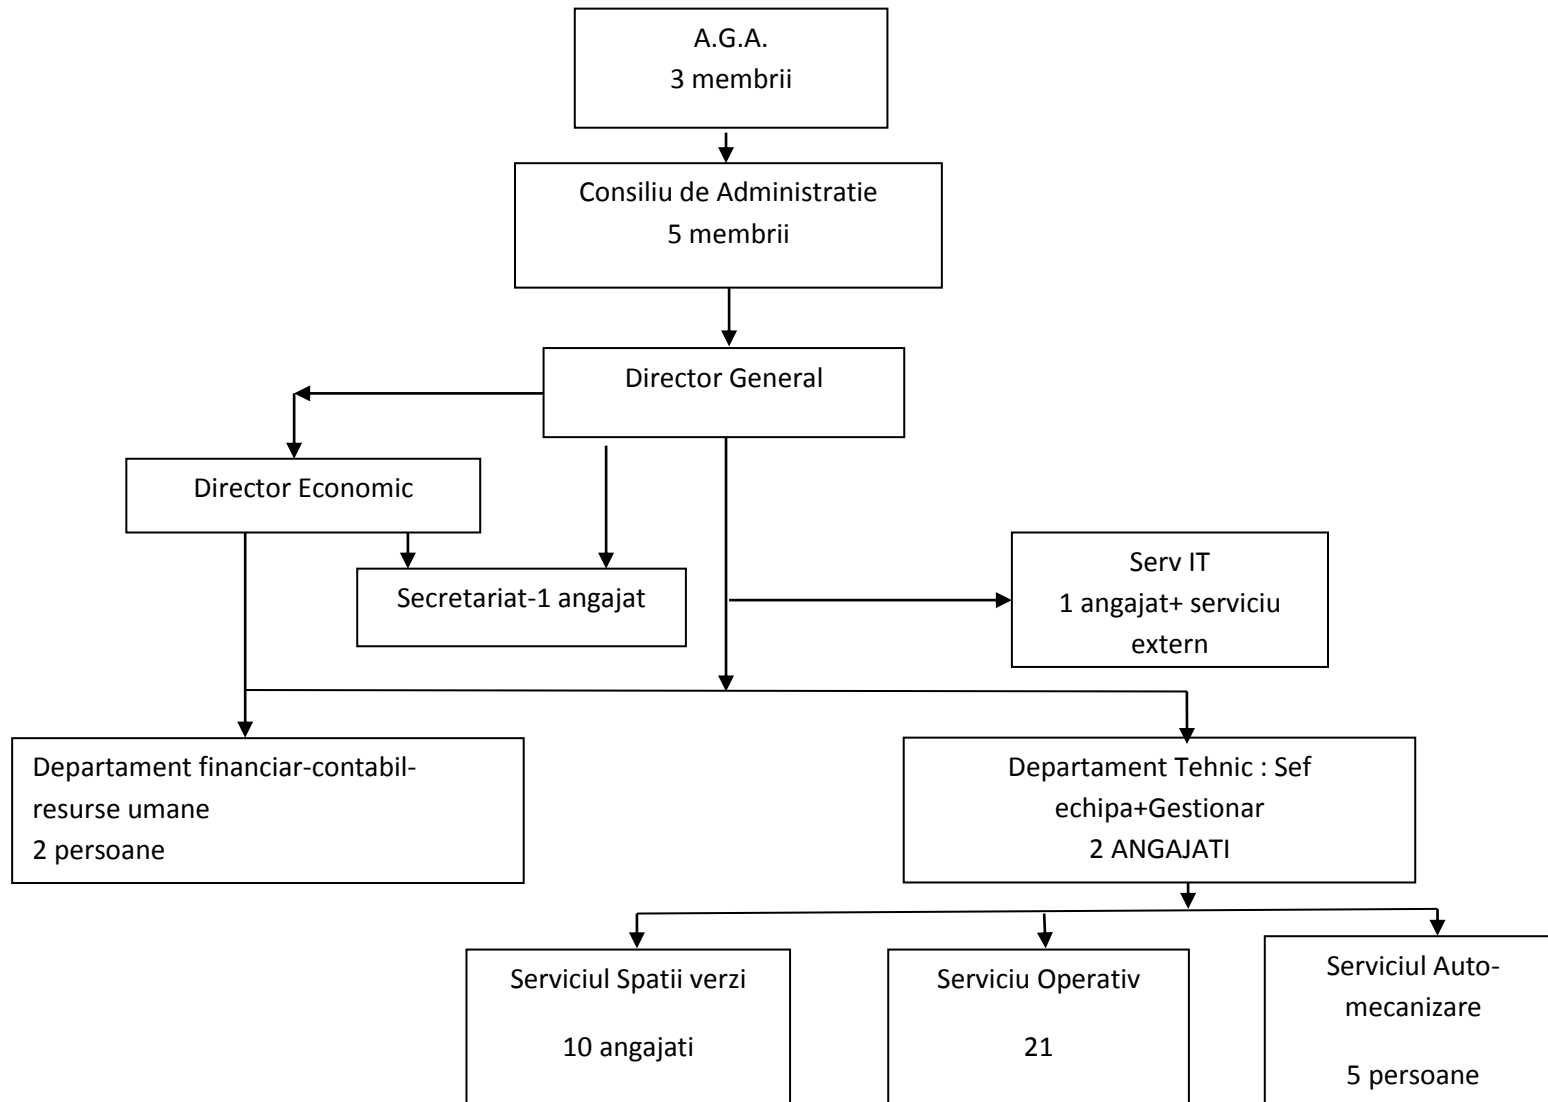 A.G.A.
3 membrii
Consiliu de Administratie
5 membrii
Director General
Director Economic
Secretariat-1 angajat
Serv IT
1 angajat+ serviciu
extern
Departament financiar-contabil-
resurse umane
2 persoane
Departament Tehnic : Sef
echipa+Gestionar
2 ANGAJATI
Serviciul Spatii verzi
10 angajati
Serviciu Operativ
21
Serviciul Auto-
mecanizare
5 persoane